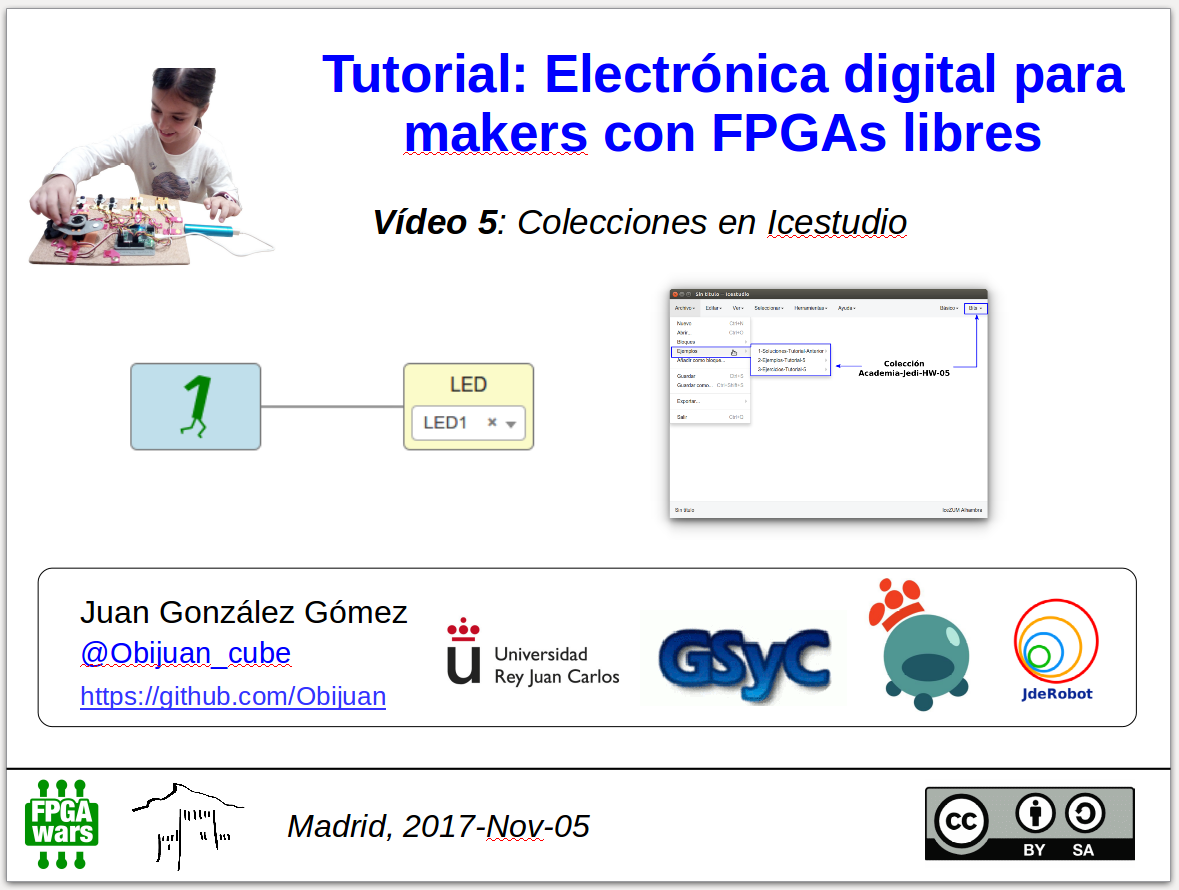 Tutorial: Electrónica digital para
makers con FPGAs libres
Vídeo 5: Colecciones en Icestudio
1
LED
LED1 × ▾
Sin título - Icestudio
Archivo Editar Ver Seleccionar Herramientas Ayuda Básico Bits
Nuevo Ctrl+N
Abrir... Ctrl+O
Bloques
Ejemplos
Añadir como bloque...
Guardar Ctrl+S
Guardar como... Ctrl+Shift+S
Exportar...
Salir Ctrl+Q
1-Soluciones-Tutorial-Anterior
2-Ejemplos-Tutorial-5
3-Ejercicios-Tutorial-5
Colección
Academia-Jedi-HW-05
Sin título IceZUM Alhambra
Juan González Gómez
@Obijuan_cube
https://github.com/Obijuan
u Universidad
Rey Juan Carlos
GSyC
JdeRobot
FPGA
wars
Madrid, 2017-Nov-05
cc
BY SA